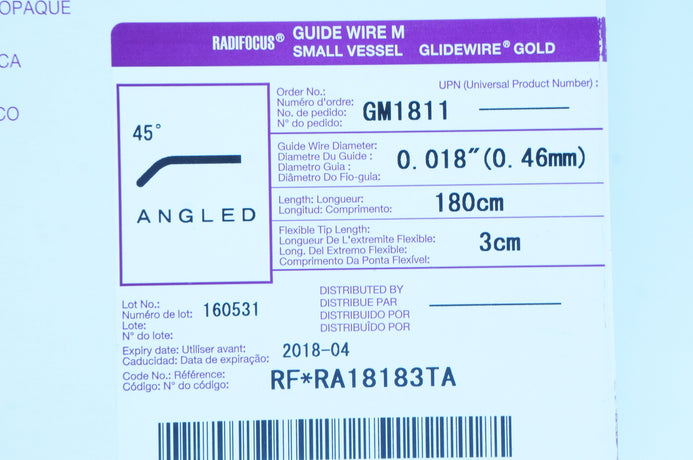 OPAQUE
CA
CO
RADIFOCUS® GUIDE WIRE M
SMALL VESSEL GLIDEWIRE® GOLD
UPN (Universal Product Number) :
Order No.:
Numéro d'ordre:
No. de pedido:
N° do pedido:
GM1811
45°
ANGLED
Guide Wire Diameter:
Diametre Du Guide :
Diametro Guia :
Diâmetro Do Fio-guia:
0.018"(0.46mm)
Length: Longueur:
Longitud: Comprimento:
180cm
Flexible Tip Length:
Longueur De L'extremite Flexible:
Long. Del Extremo Flexible:
Comprimento Da Ponta Flexível:
3cm
Lot No.:
Numéro de lot:
Lote:
N° do lote:
160531
DISTRIBUTED BY
DISTRIBUE PAR
DISTRIBUIDO POR
DISTRIBUÍDO POR
Expiry date: Utiliser avant:
Caducidad: Data de expiração:
2018-04
Code No.: Référence:
Código: N° do código:
RF*RA18183TA